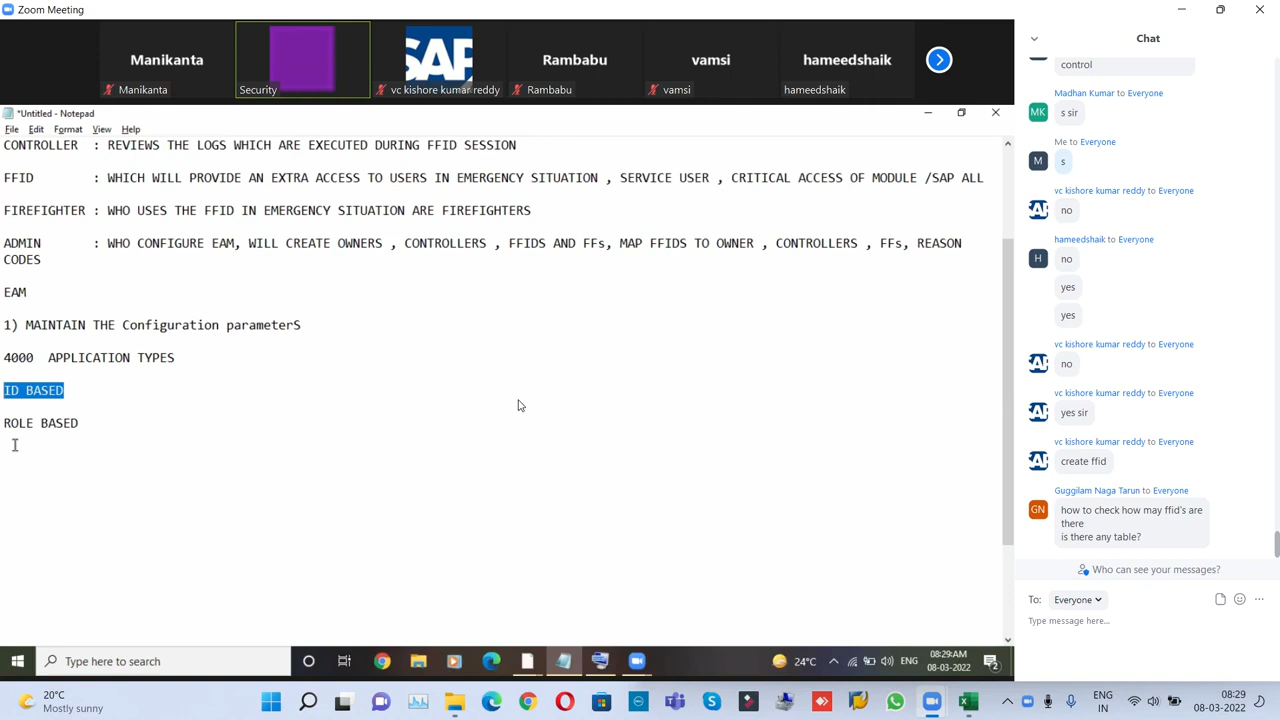 Zoom Meeting
Manikanta
Manikanta
Security
SAP
vc kishore kumar reddy
Rambabu
Rambabu
vamsi
vamsi
hameedshaik
hameedshaik
*Untitled - Notepad
File Edit Format View Help
CONTROLLER : REVIEWS THE LOGS WHICH ARE EXECUTED DURING FFID SESSION
FFID : WHICH WILL PROVIDE AN EXTRA ACCESS TO USERS IN EMERGENCY SITUATION , SERVICE USER , CRITICAL ACCESS OF MODULE /SAP ALL
FIREFIGHTER : WHO USES THE FFID IN EMERGENCY SITUATION ARE FIREFIGHTERS
ADMIN : WHO CONFIGURE EAM, WILL CREATE OWNERS , CONTROLLERS , FFIDS AND FFs, MAP FFIDS TO OWNER , CONTROLLERS , FFs, REASON
CODES
EAM
1) MAINTAIN THE Configuration parameterS
4000 APPLICATION TYPES
ID BASED
ROLE BASED
Type here to search
24°C
ENG
08:29AM
08-03-2022
2
Chat
control
Madhan Kumar to Everyone
MK
s sir
Me to Everyone
M
s
vc kishore kumar reddy to Everyone
SAP
no
hameedshaik to Everyone
H
no
yes
yes
vc kishore kumar reddy to Everyone
SAP
no
vc kishore kumar reddy to Everyone
SAP
yes sir
vc kishore kumar reddy to Everyone
SAP
create ffid
Guggilam Naga Tarun to Everyone
GN
how to check how may ffid's are
there
is there any table?
Who can see your messages?
To: Everyone
Type message here...
20°C
Mostly sunny
ENG
IN
08:29
08-03-2022